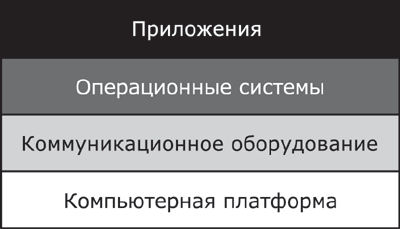 Приложения
Операционные системы
Коммуникационное оборудование
Компьютерная платформа